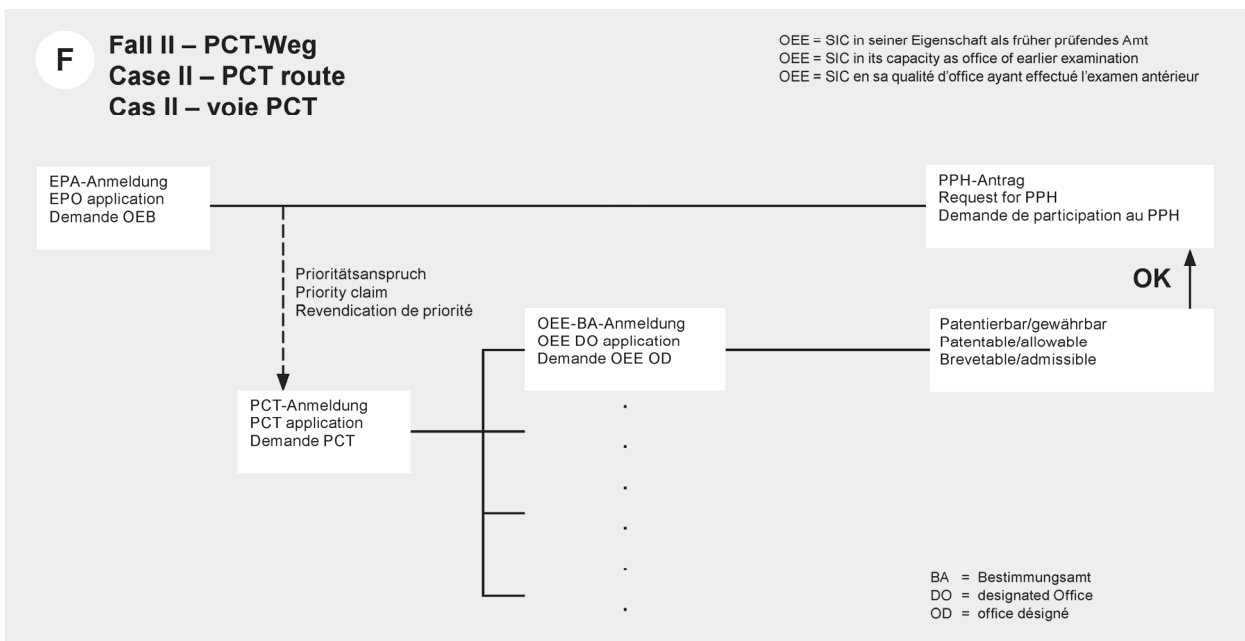 F
Fall II – PCT-Weg
Case II – PCT route
Cas II – voie PCT
OEE = SIC in seiner Eigenschaft als früher prüfendes Amt
OEE = SIC in its capacity as office of earlier examination
OEE = SIC en sa qualité d'office ayant effectué l'examen antérieur
EPA-Anmeldung
EPO application
Demande OEB
PPH-Antrag
Request for PPH
Demande de participation au PPH
Prioritätsanspruch
Priority claim
Revendication de priorité
OK
OEE-BA-Anmeldung
OEE DO application
Demande OEE OD
Patentierbar/gewährbar
Patentable/allowable
Brevetable/admissible
PCT-Anmeldung
PCT application
Demande PCT
BA = Bestimmungsamt
DO = designated Office
OD = office désigné